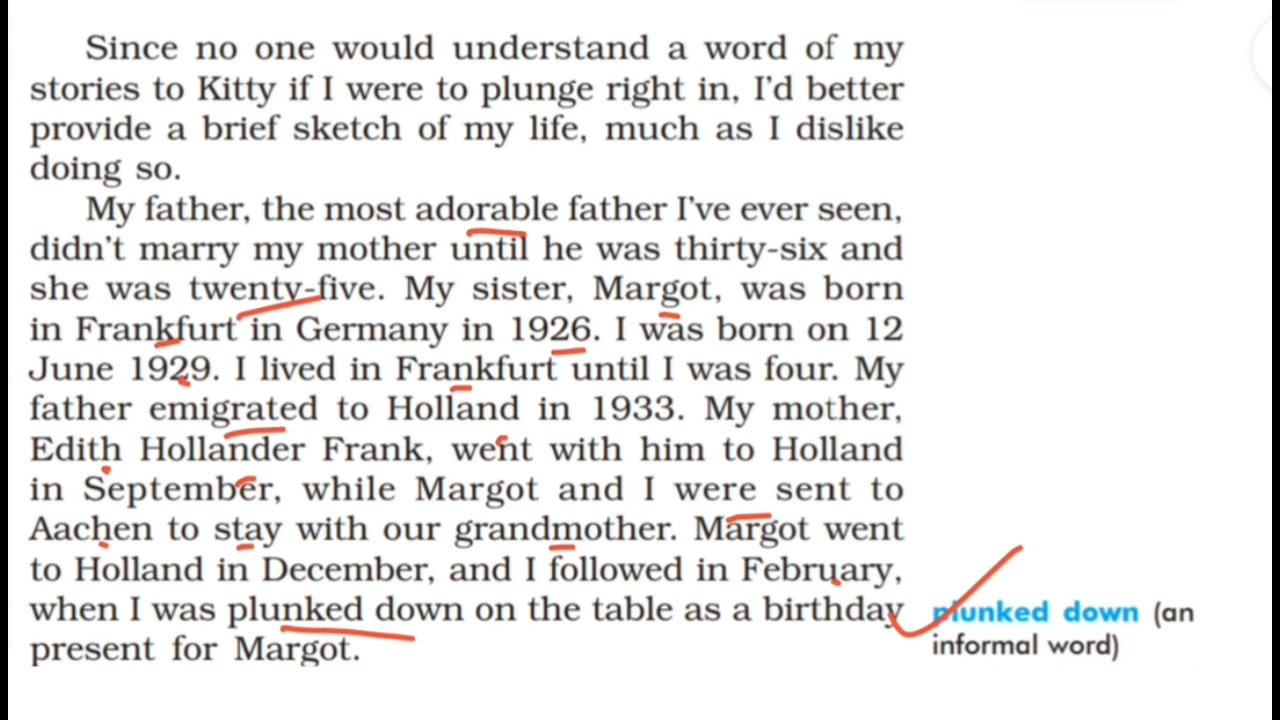 Since no one would understand a word of my
stories to Kitty if I were to plunge right in, I'd better
provide a brief sketch of my life, much as I dislike
doing so.
My father, the most adorable father I've ever seen,
didn't marry my mother until he was thirty-six and
she was twenty-five. My sister, Margot, was born
in Frankfurt in Germany in 1926. I was born on 12
June 1929. I lived in Frankfurt until I was four. My
father emigrated to Holland in 1933. My mother,
Edith Hollander Frank, went with him to Holland
in September, while Margot and I were sent to
Aachen to stay with our grandmother. Margot went
to Holland in December, and I followed in February,
when I was plunked down on the table as a birthday
present for Margot.
plunked down (an
informal word)